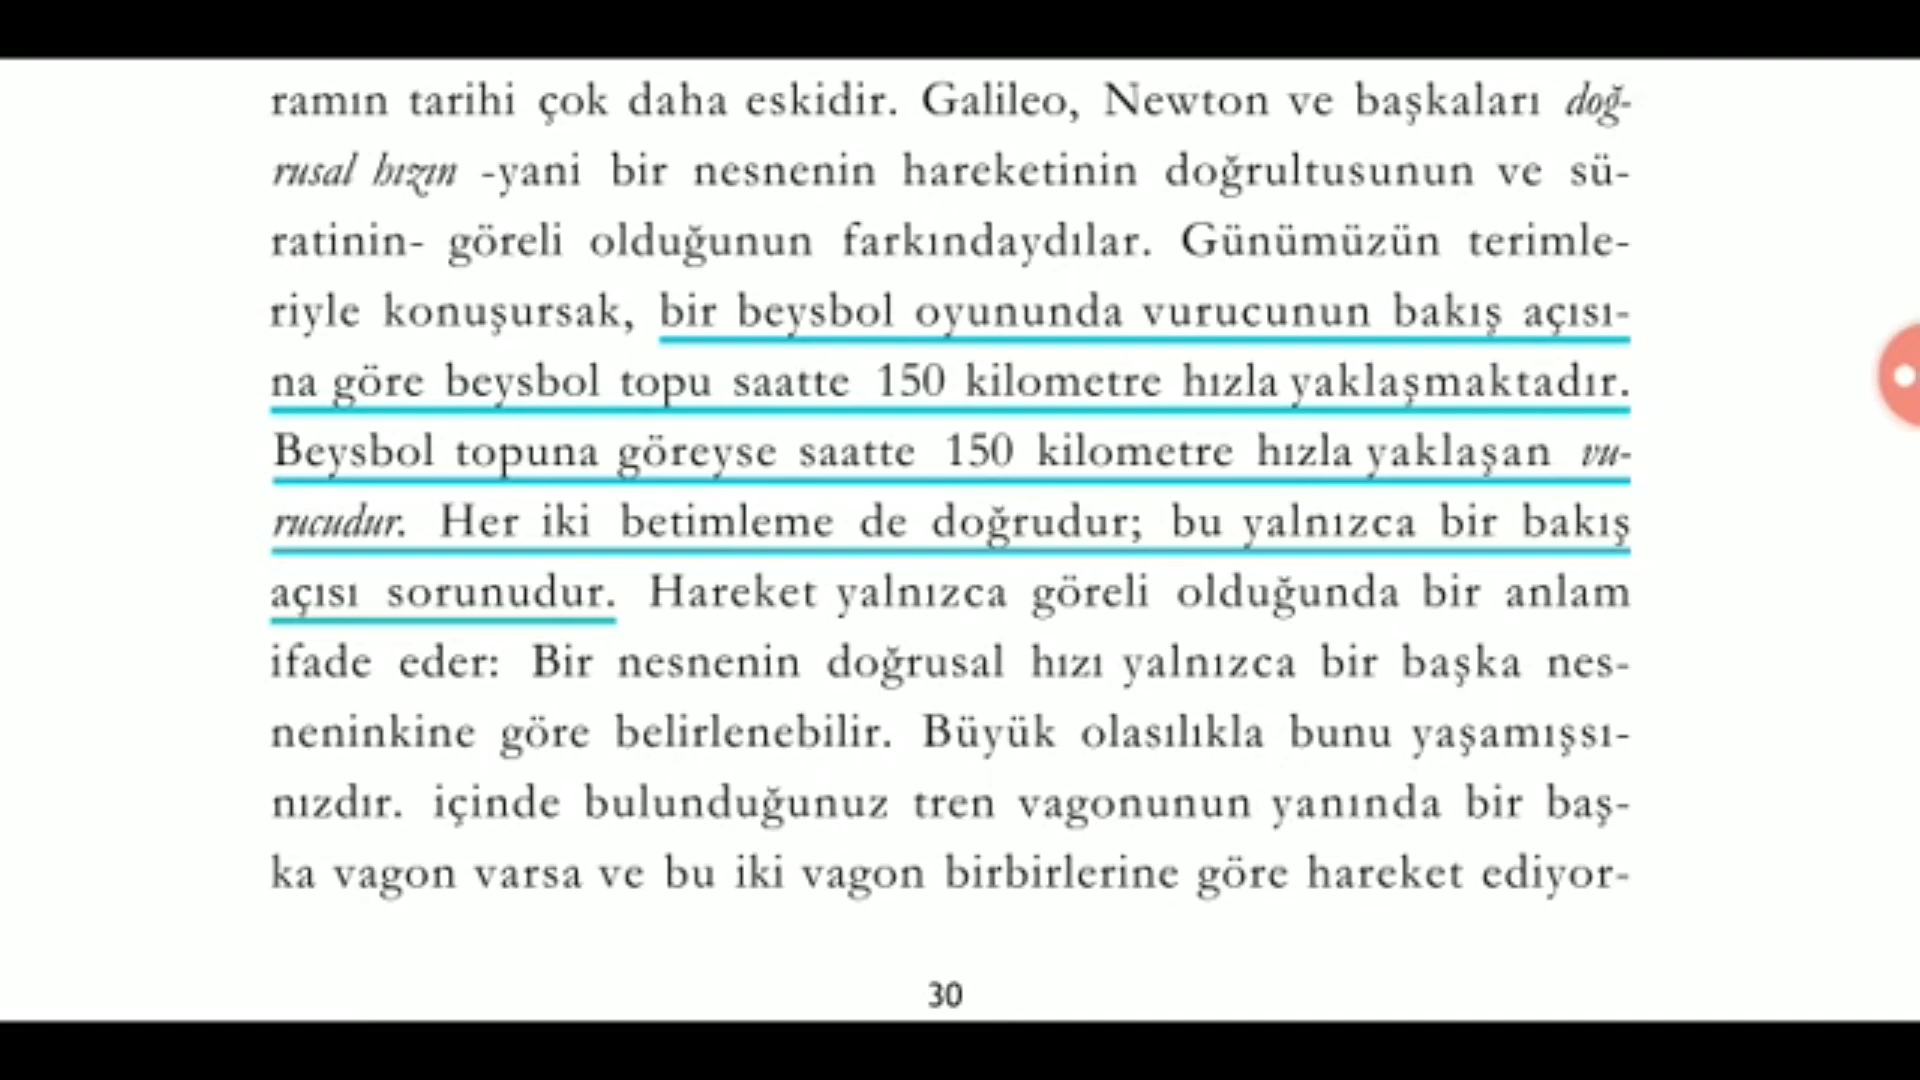 ramın tarihi çok daha eskidir. Galileo, Newton ve başkaları doğ-
rusal hızın -yani bir nesnenin hareketinin doğrultusunun ve sü-
ratinin- göreli olduğunun farkındaydılar. Günümüzün terimle-
riyle konuşursak, bir beysbol oyununda vurucunun bakış açısı-
na göre beysbol topu saatte 150 kilometre hızla yaklaşmaktadır.
Beysbol topuna göreyse saatte 150 kilometre hızla yaklaşan vu-
rucudur. Her iki betimleme de doğrudur; bu yalnızca bir bakış
açısı sorunudur. Hareket yalnızca göreli olduğunda bir anlam
ifade eder: Bir nesnenin doğrusal hızı yalnızca bir başka nes-
neninkine göre belirlenebilir. Büyük olasılıkla bunu yaşamışsı-
nızdır. içinde bulunduğunuz tren vagonunun yanında bir baş-
ka vagon varsa ve bu iki vagon birbirlerine göre hareket ediyor-
30